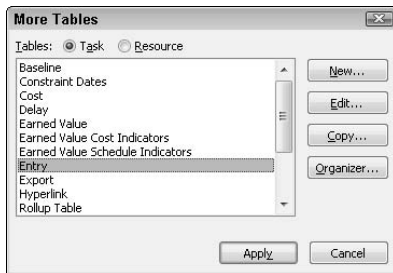 More Tables
Tables: Task Resource
Baseline
Constraint Dates
Cost
Delay
Earned Value
Earned Value Cost Indicators
Earned Value Schedule Indicators
Entry
Export
Hyperlink
Rollup Table
New...
Edit...
Copy...
Organizer...
Apply Cancel